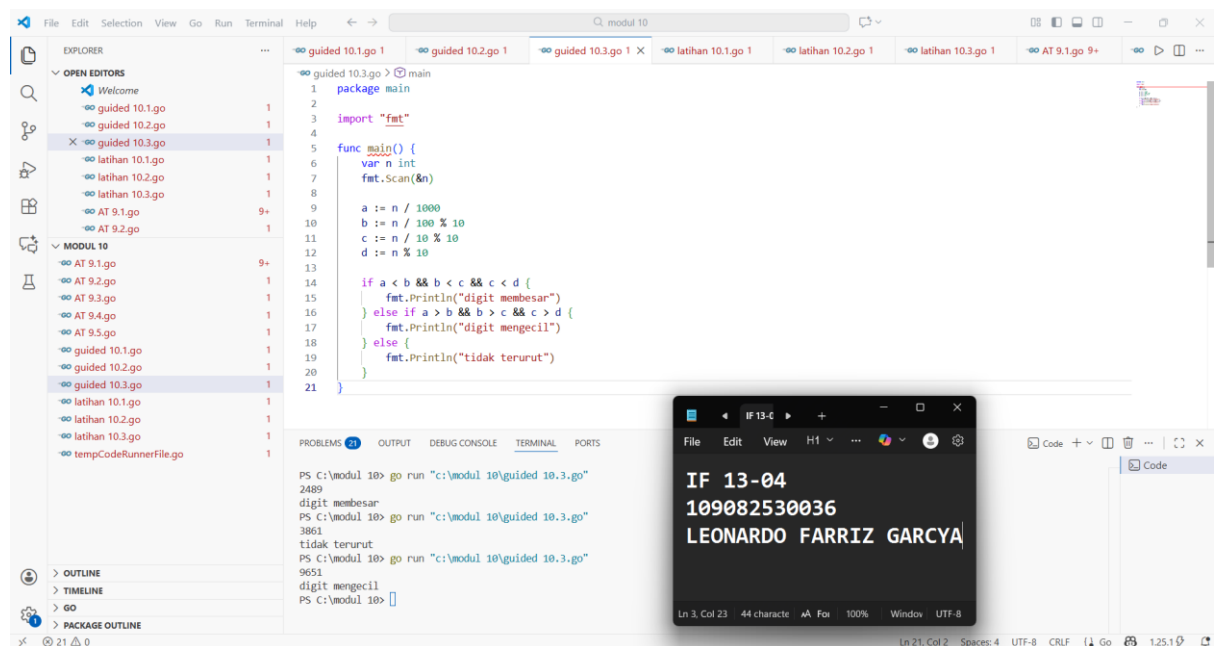 File Edit Selection View Go Run Terminal Help
modul 10
EXPLORER
guided 10.1.go 1
guided 10.2.go 1
guided 10.3.go 1
latihan 10.1.go 1
latihan 10.2.go 1
latihan 10.3.go 1
AT 9.1.go 9+
OPEN EDITORS
Welcome
guided 10.1.go 1
guided 10.2.go 1
guided 10.3.go 1
latihan 10.1.go 1
latihan 10.2.go 1
latihan 10.3.go 1
AT 9.1.go 9+
AT 9.2.go 1
MODUL 10
AT 9.1.go 9+
AT 9.2.go 1
AT 9.3.go 1
AT 9.4.go 1
AT 9.5.go 1
guided 10.1.go 1
guided 10.2.go 1
guided 10.3.go 1
latihan 10.1.go 1
latihan 10.2.go 1
latihan 10.3.go 1
tempCodeRunnerFile.go 1
OUTLINE
TIMELINE
GO
PACKAGE OUTLINE
guided 10.3.go > main
1 package main
2
3 import "fmt"
4
5 func main() {
6 var n int
7 fmt.Scan(&n)
8
9 a := n / 1000
10 b := n / 100 % 10
11 c := n / 10 % 10
12 d := n % 10
13
14 if a < b && b < c && c < d {
15 fmt.Println("digit membesar")
16 } else if a > b && b > c && c > d {
17 fmt.Println("digit mengecil")
18 } else {
19 fmt.Println("tidak terurut")
20 }
21 }
PROBLEMS 21 OUTPUT DEBUG CONSOLE TERMINAL PORTS
Code
Code
PS C:\modul 10> go run "c:\modul 10\guided 10.3.go"
2489
digit membesar
PS C:\modul 10> go run "c:\modul 10\guided 10.3.go"
3861
tidak terurut
PS C:\modul 10> go run "c:\modul 10\guided 10.3.go"
9651
digit mengecil
PS C:\modul 10>
IF 13-0
File Edit View H1
IF 13-04
109082530036
LEONARDO FARRIZ GARCYA
Ln 3, Col 23 44 characte For 100% Window UTF-8
21 0
Ln 21, Col 2 Spaces: 4 UTF-8 CRLF Go 1.25.1
1